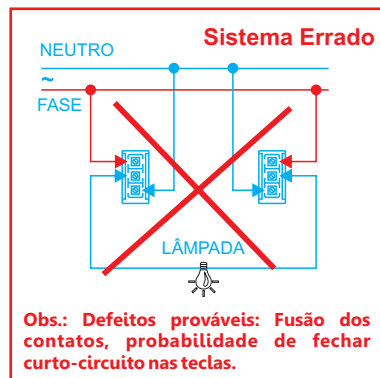 Sistema Errado
NEUTRO
~
FASE
LÂMPADA
Obs.: Defeitos prováveis: Fusão dos
contatos, probabilidade de fechar
curto-circuito nas teclas.